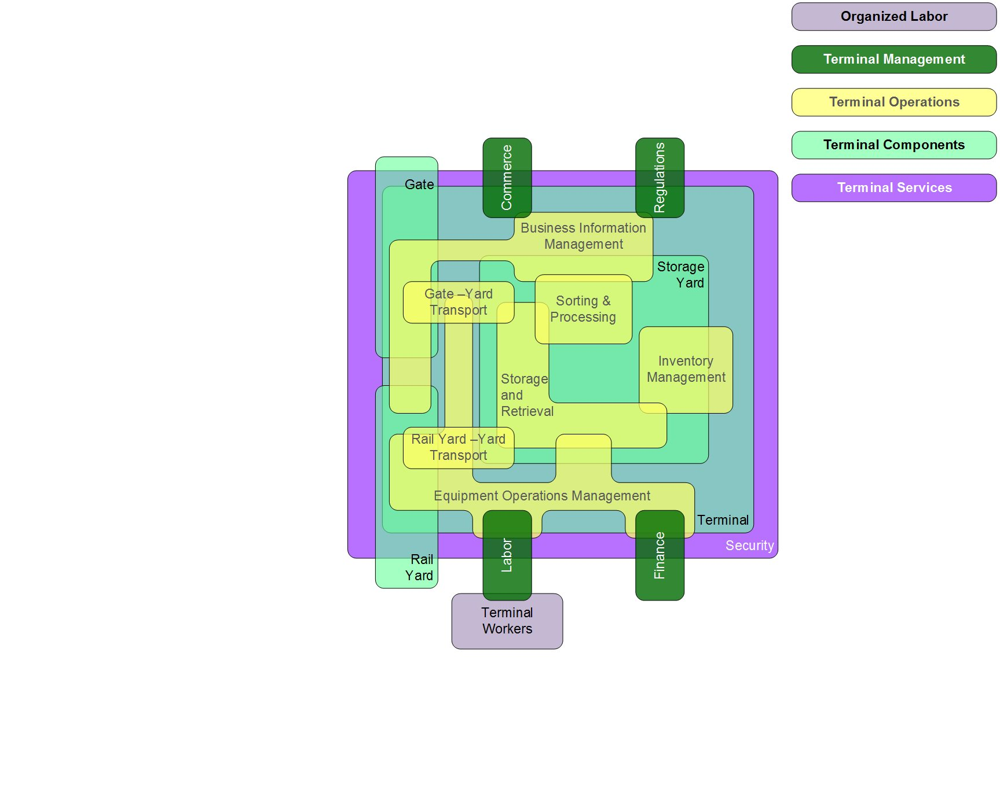 Organized Labor
Terminal Management
Terminal Operations
Terminal Components
Terminal Services
Commerce
Regulations
Gate
Business Information
Management
Storage
Yard
Gate –Yard
Transport
Sorting &
Processing
Inventory
Management
Storage
and
Retrieval
Rail Yard –Yard
Transport
Equipment Operations Management
Terminal
Security
Labor
Finance
Rail
Yard
Terminal
Workers